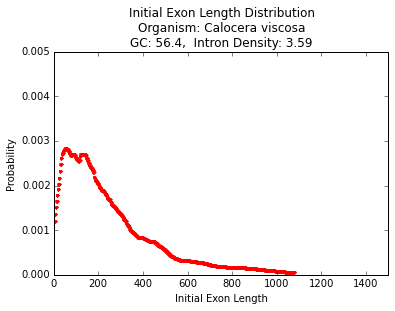 Initial Exon Length Distribution
Organism: Calocera viscosa
GC: 56.4,  Intron Density: 3.59
0.005
0.004
0.003
0.002
0.001
0.000
Probability
0 200 400 600 800 1000 1200 1400
Initial Exon Length